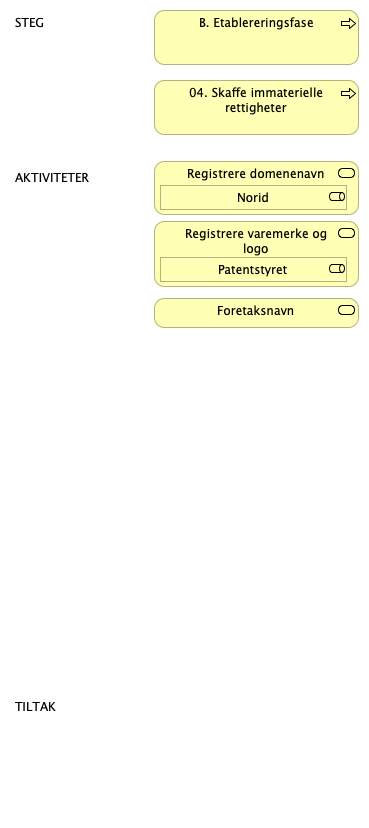 STEG
B. Etablereringsfase
04. Skaffe immaterielle
rettigheter
AKTIVITETER
Registrere domenenavn
Norid
Registrere varemerke og
logo
Patentstyret
Foretaksnavn
TILTAK